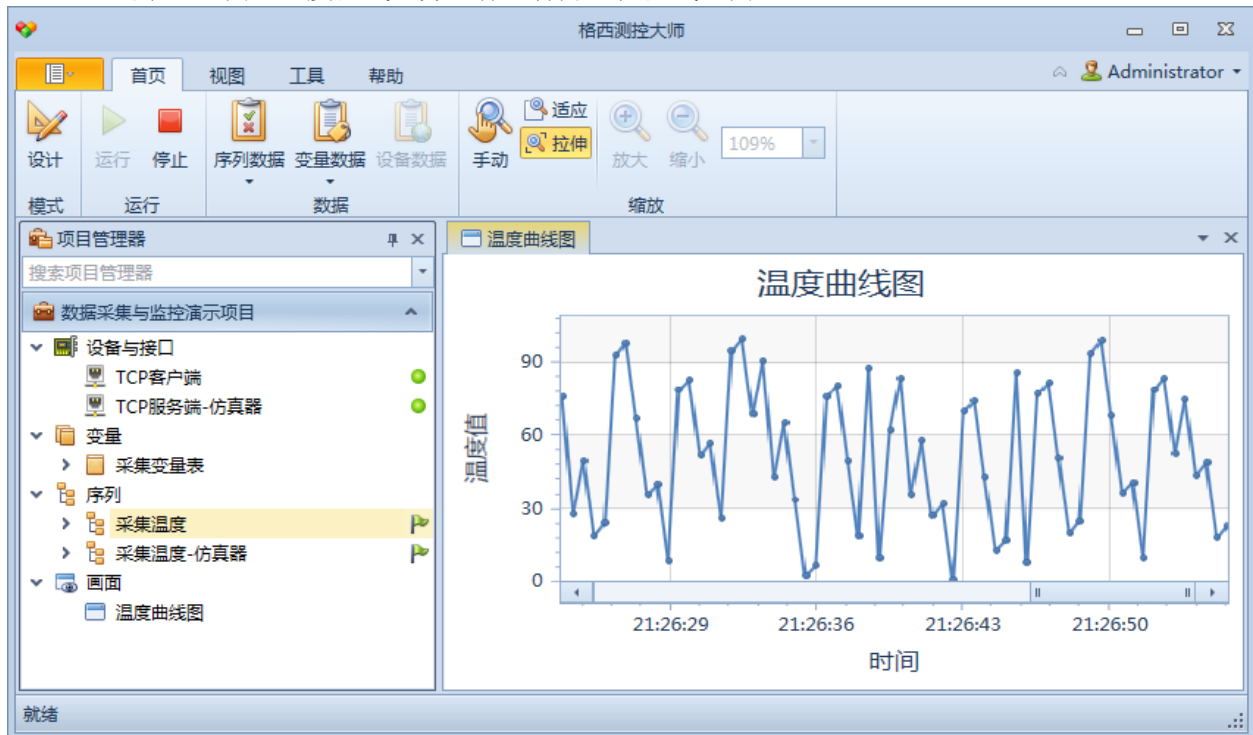 格西测控大师
首页 视图 工具 帮助 Administrator
设计 运行 停止 序列数据 变量数据 设备数据 手动 适应 拉伸 放大 缩小 109%
模式 运行 数据 缩放
项目管理器
搜索项目管理器
数据采集与监控演示项目
设备与接口
TCP客户端
TCP服务端-仿真器
变量
采集变量表
序列
采集温度
采集温度-仿真器
画面
温度曲线图
温度曲线图
温度曲线图
温度值
90
60
30
0
21:26:29 21:26:36 21:26:43 21:26:50
时间
就绪